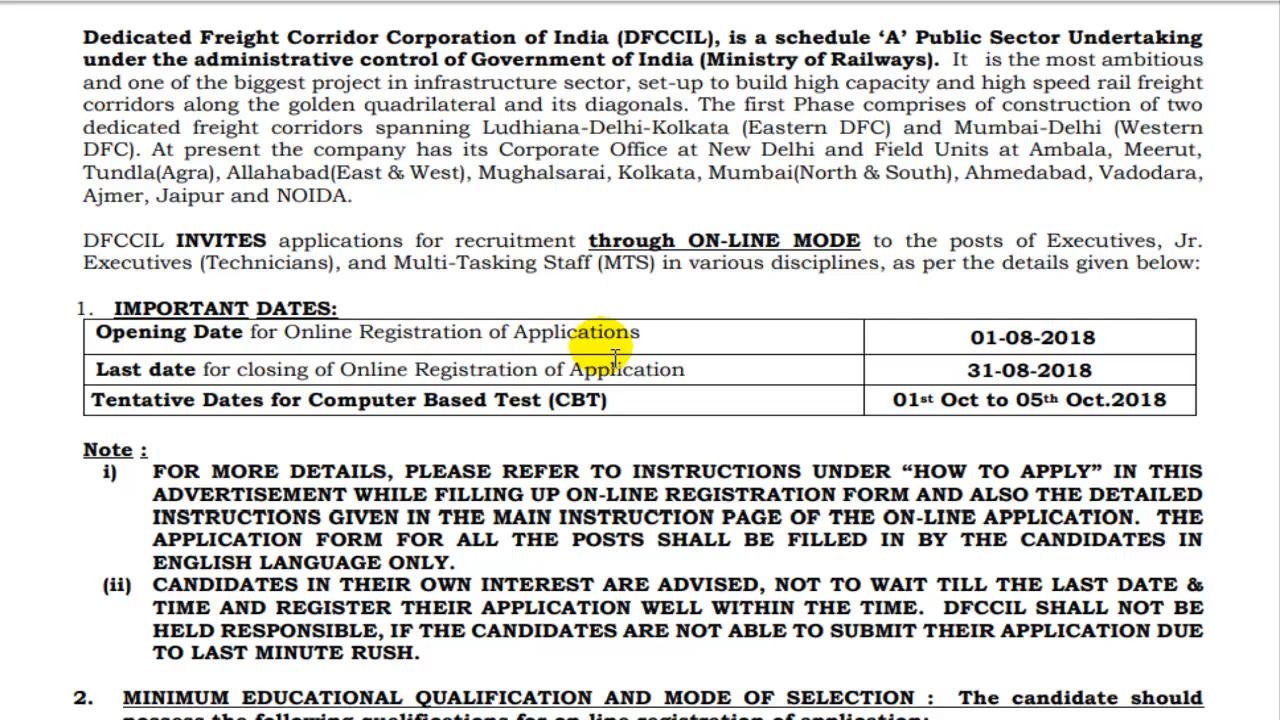 Dedicated Freight Corridor Corporation of India (DFCCIL), is a schedule ‘A’ Public Sector Undertaking
under the administrative control of Government of India (Ministry of Railways). It is the most ambitious
and one of the biggest project in infrastructure sector, set-up to build high capacity and high speed rail freight
corridors along the golden quadrilateral and its diagonals. The first Phase comprises of construction of two
dedicated freight corridors spanning Ludhiana-Delhi-Kolkata (Eastern DFC) and Mumbai-Delhi (Western
DFC). At present the company has its Corporate Office at New Delhi and Field Units at Ambala, Meerut,
Tundla(Agra), Allahabad(East & West), Mughalsarai, Kolkata, Mumbai(North & South), Ahmedabad, Vadodara,
Ajmer, Jaipur and NOIDA.
DFCCIL INVITES applications for recruitment through ON-LINE MODE to the posts of Executives, Jr.
Executives (Technicians), and Multi-Tasking Staff (MTS) in various disciplines, as per the details given below:
1. IMPORTANT DATES:
Opening Date for Online Registration of Applications 01-08-2018
Last date for closing of Online Registration of Application 31-08-2018
Tentative Dates for Computer Based Test (CBT) 01st Oct to 05th Oct.2018
Note :
i) FOR MORE DETAILS, PLEASE REFER TO INSTRUCTIONS UNDER “HOW TO APPLY” IN THIS
ADVERTISEMENT WHILE FILLING UP ON-LINE REGISTRATION FORM AND ALSO THE DETAILED
INSTRUCTIONS GIVEN IN THE MAIN INSTRUCTION PAGE OF THE ON-LINE APPLICATION. THE
APPLICATION FORM FOR ALL THE POSTS SHALL BE FILLED IN BY THE CANDIDATES IN
ENGLISH LANGUAGE ONLY.
(ii) CANDIDATES IN THEIR OWN INTEREST ARE ADVISED, NOT TO WAIT TILL THE LAST DATE &
TIME AND REGISTER THEIR APPLICATION WELL WITHIN THE TIME. DFCCIL SHALL NOT BE
HELD RESPONSIBLE, IF THE CANDIDATES ARE NOT ABLE TO SUBMIT THEIR APPLICATION DUE
TO LAST MINUTE RUSH.
2. MINIMUM EDUCATIONAL QUALIFICATION AND MODE OF SELECTION : The candidate should
possess the following qualifications for on-line registration of application: